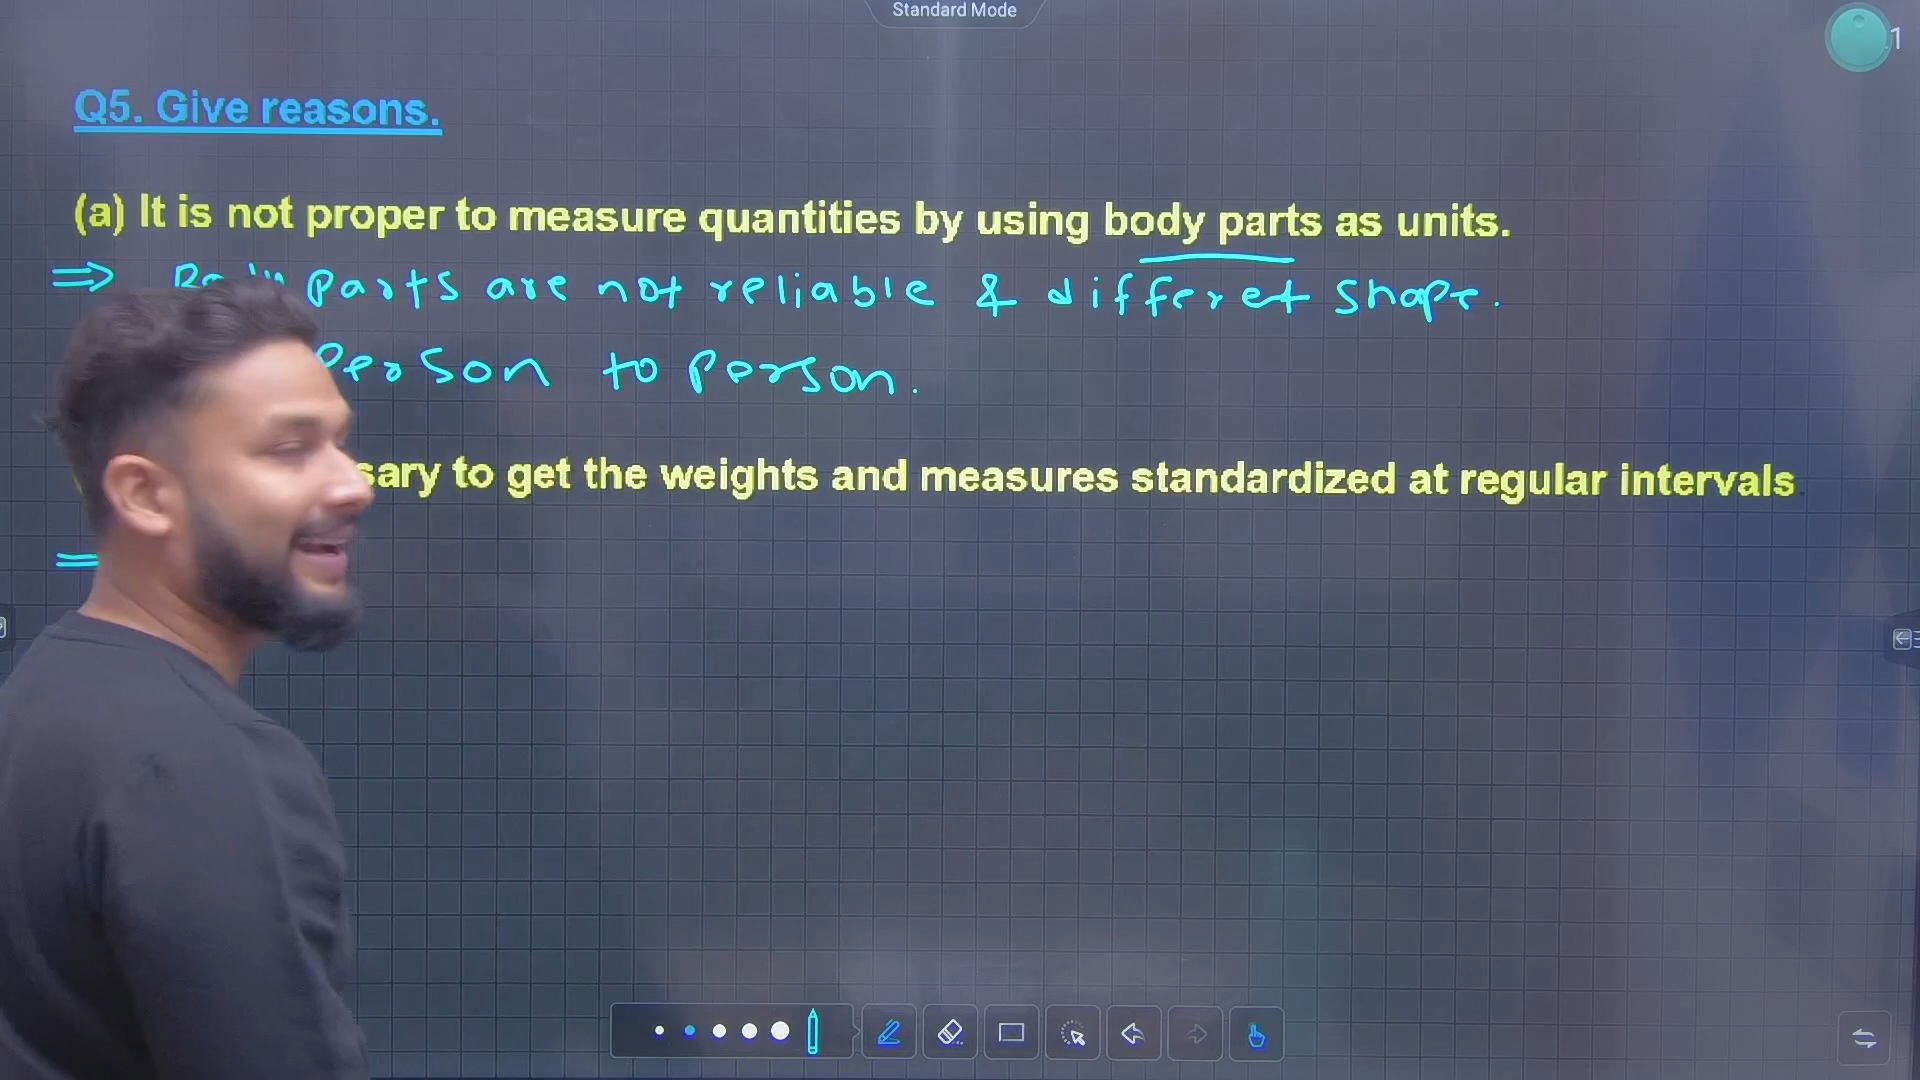 Standard Mode
1
Q5. Give reasons.
(a) It is not proper to measure quantities by using body parts as units.
⇒ parts are not reliable & differet shape.
Person to person.
to get the weights and measures standardized at regular intervals